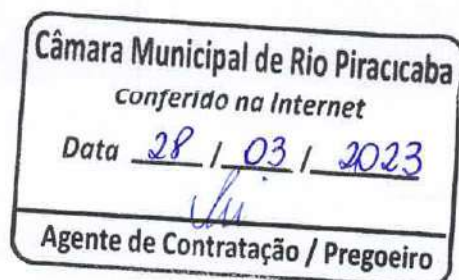 Câmara Municipal de Rio Piracicaba
Conferido na Internet
Data 28 / 03 / 2023
Agente de Contratação / Pregoeiro